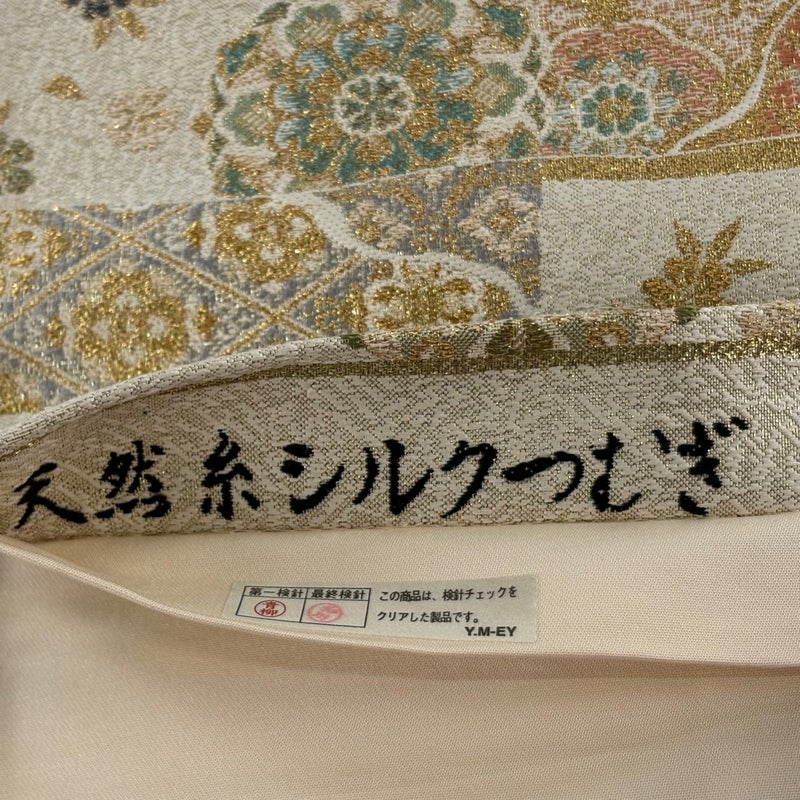 天然糸シルクつむぎ
第一検針 最終検針
青柳
この商品は、検針チェックを
クリアした製品です。
Y.M-EY